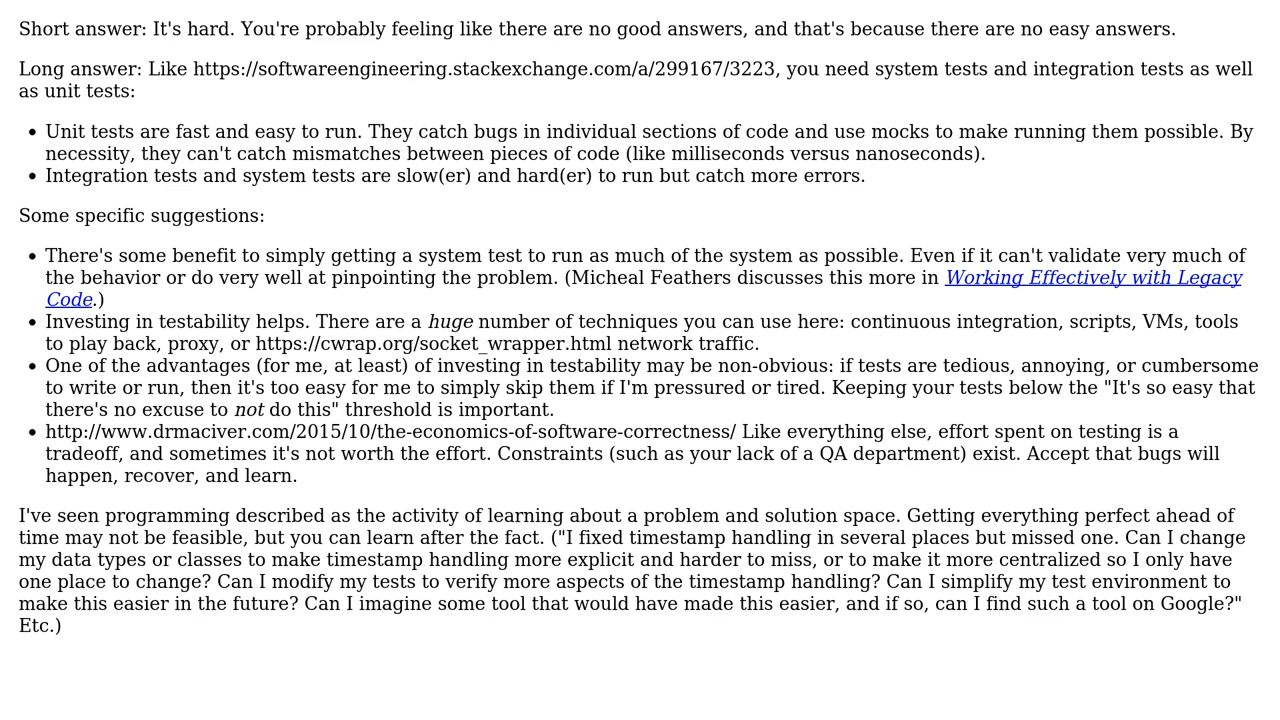 Short answer: It's hard. You're probably feeling like there are no good answers, and that's because there are no easy answers.
Long answer: Like https://softwareengineering.stackexchange.com/a/299167/3223, you need system tests and integration tests as well
as unit tests:
• Unit tests are fast and easy to run. They catch bugs in individual sections of code and use mocks to make running them possible. By
necessity, they can't catch mismatches between pieces of code (like milliseconds versus nanoseconds).
• Integration tests and system tests are slow(er) and hard(er) to run but catch more errors.
Some specific suggestions:
• There's some benefit to simply getting a system test to run as much of the system as possible. Even if it can't validate very much of
the behavior or do very well at pinpointing the problem. (Micheal Feathers discusses this more in Working Effectively with Legacy
Code.)
• Investing in testability helps. There are a huge number of techniques you can use here: continuous integration, scripts, VMs, tools
to play back, proxy, or https://cwrap.org/socket_wrapper.html network traffic.
• One of the advantages (for me, at least) of investing in testability may be non-obvious: if tests are tedious, annoying, or cumbersome
to write or run, then it's too easy for me to simply skip them if I'm pressured or tired. Keeping your tests below the "It's so easy that
there's no excuse to not do this" threshold is important.
• http://www.drmaciver.com/2015/10/the-economics-of-software-correctness/ Like everything else, effort spent on testing is a
tradeoff, and sometimes it's not worth the effort. Constraints (such as your lack of a QA department) exist. Accept that bugs will
happen, recover, and learn.
I've seen programming described as the activity of learning about a problem and solution space. Getting everything perfect ahead of
time may not be feasible, but you can learn after the fact. ("I fixed timestamp handling in several places but missed one. Can I change
my data types or classes to make timestamp handling more explicit and harder to miss, or to make it more centralized so I only have
one place to change? Can I modify my tests to verify more aspects of the timestamp handling? Can I simplify my test environment to
make this easier in the future? Can I imagine some tool that would have made this easier, and if so, can I find such a tool on Google?"
Etc.)